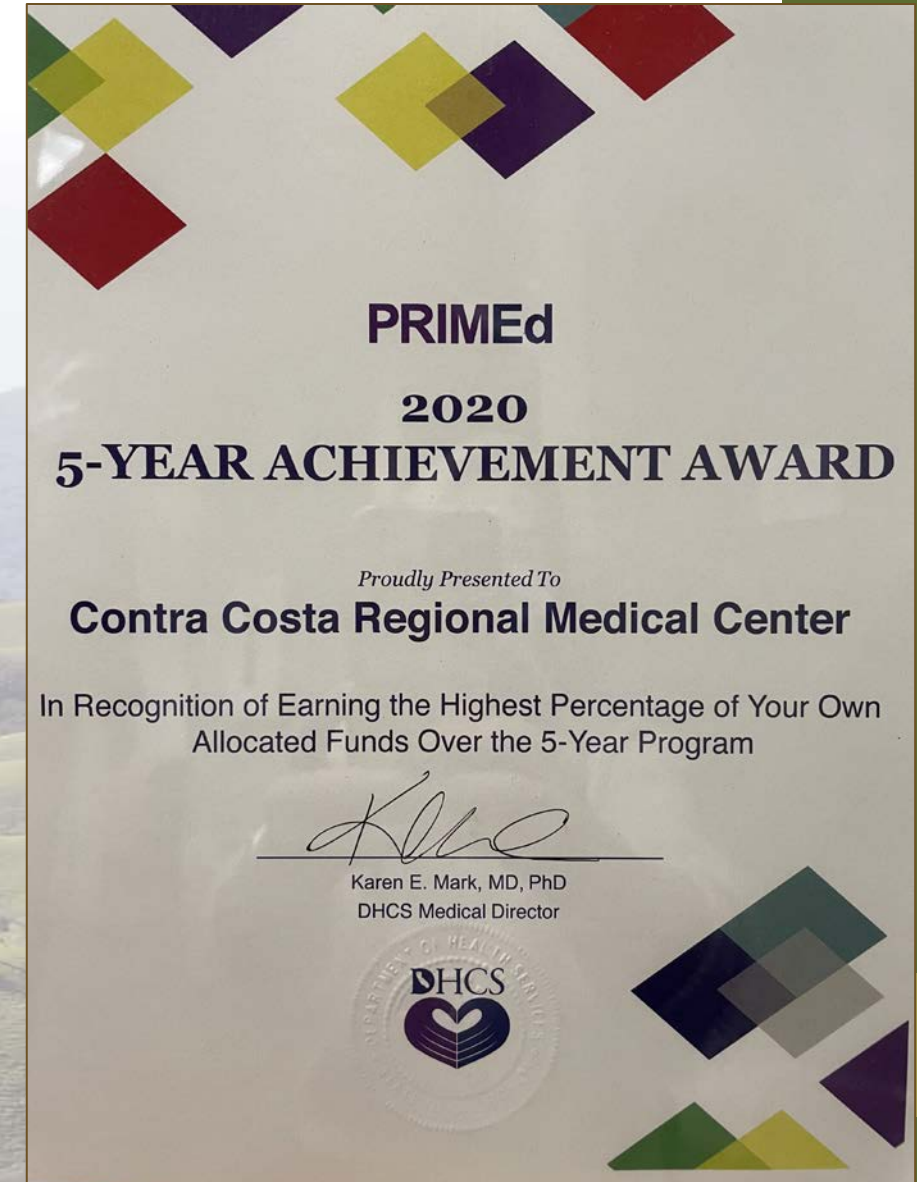 PRIMEd
2020
5-YEAR ACHIEVEMENT AWARD
Proudly Presented To
Contra Costa Regional Medical Center
In Recognition of Earning the Highest Percentage of Your Own
Allocated Funds Over the 5-Year Program
Karen E. Mark, MD, PhD
DHCS Medical Director
DHCS